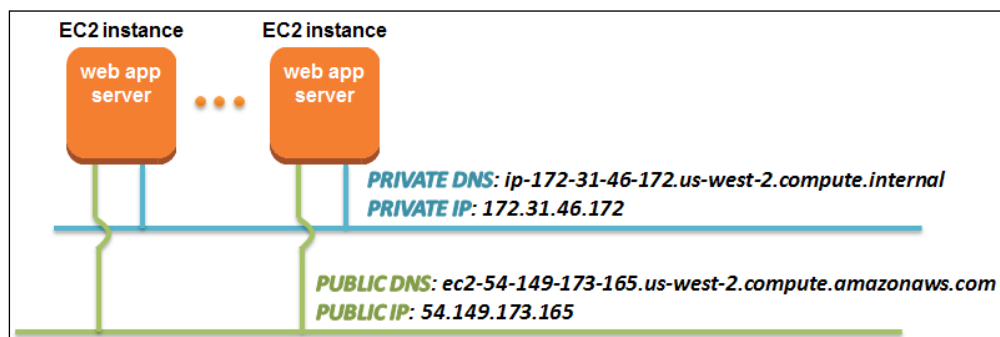 EC2 instance
EC2 instance
web app
server
web app
server
PRIVATE DNS: ip-172-31-46-172.us-west-2.compute.internal
PRIVATE IP: 172.31.46.172
PUBLIC DNS: ec2-54-149-173-165.us-west-2.compute.amazonaws.com
PUBLIC IP: 54.149.173.165